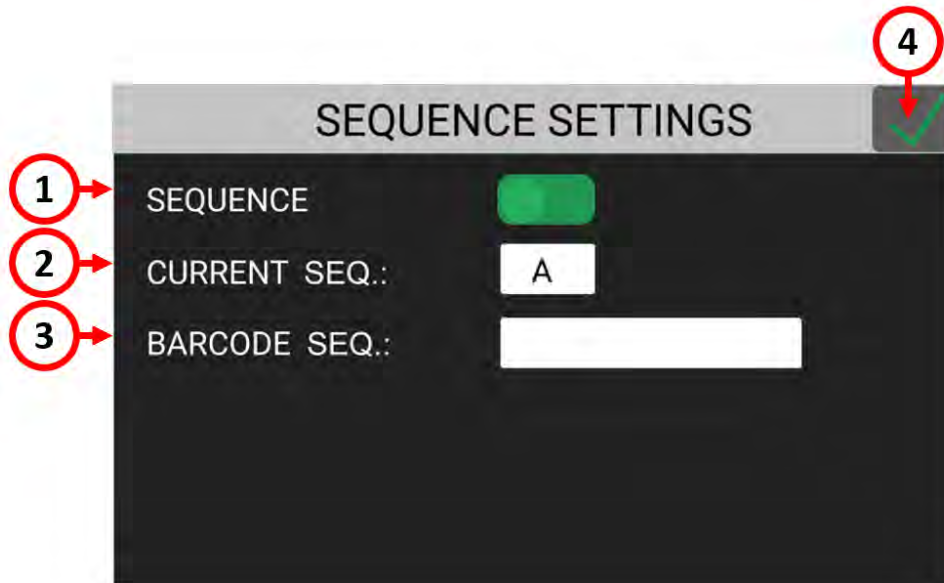 4
SEQUENCE SETTINGS
1 SEQUENCE
2 CURRENT SEQ.: A
3 BARCODE SEQ.: